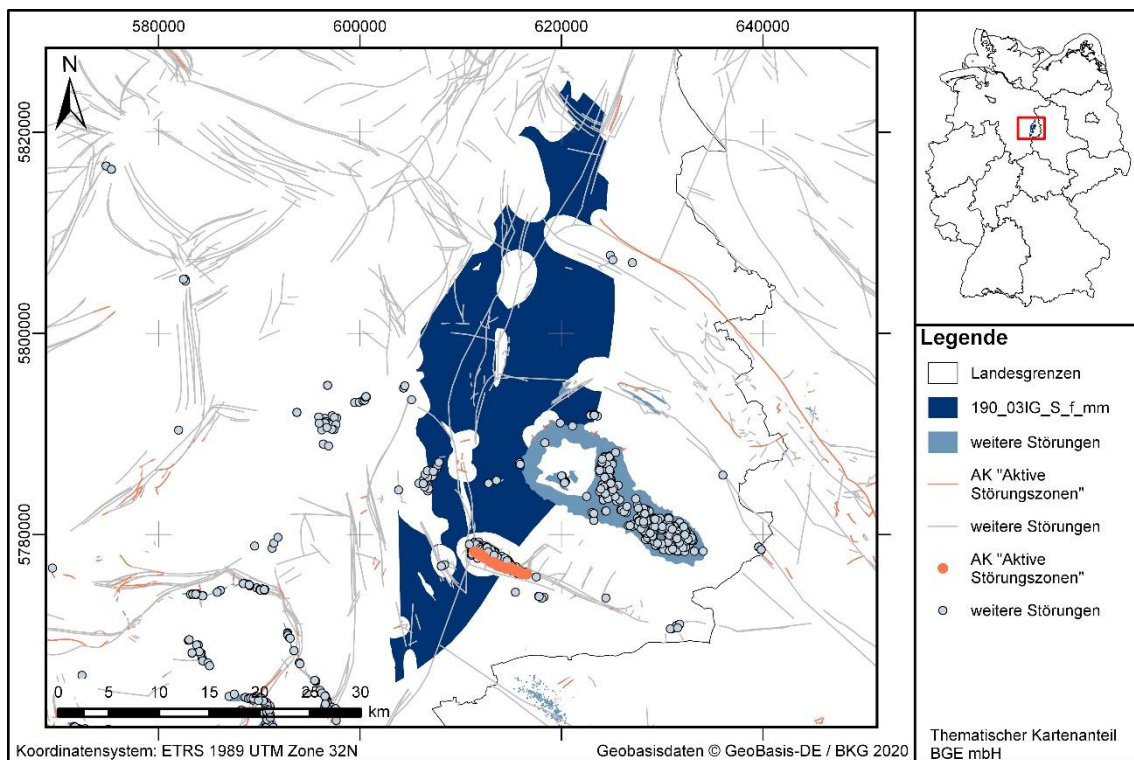 580000
600000
620000
640000
N
5820000
5800000
5780000
0
5
10
15
20
25
30
km
Koordinatensystem: ETRS 1989 UTM Zone 32N
Geobasisdaten © GeoBasis-DE / BKG 2020
Legende
Landesgrenzen
190_03IG_S_f_mm
weitere Störungen
AK "Aktive
Störungszonen"
weitere Störungen
AK "Aktive
Störungszonen"
weitere Störungen
Thematischer Kartenanteil
BGE mbH